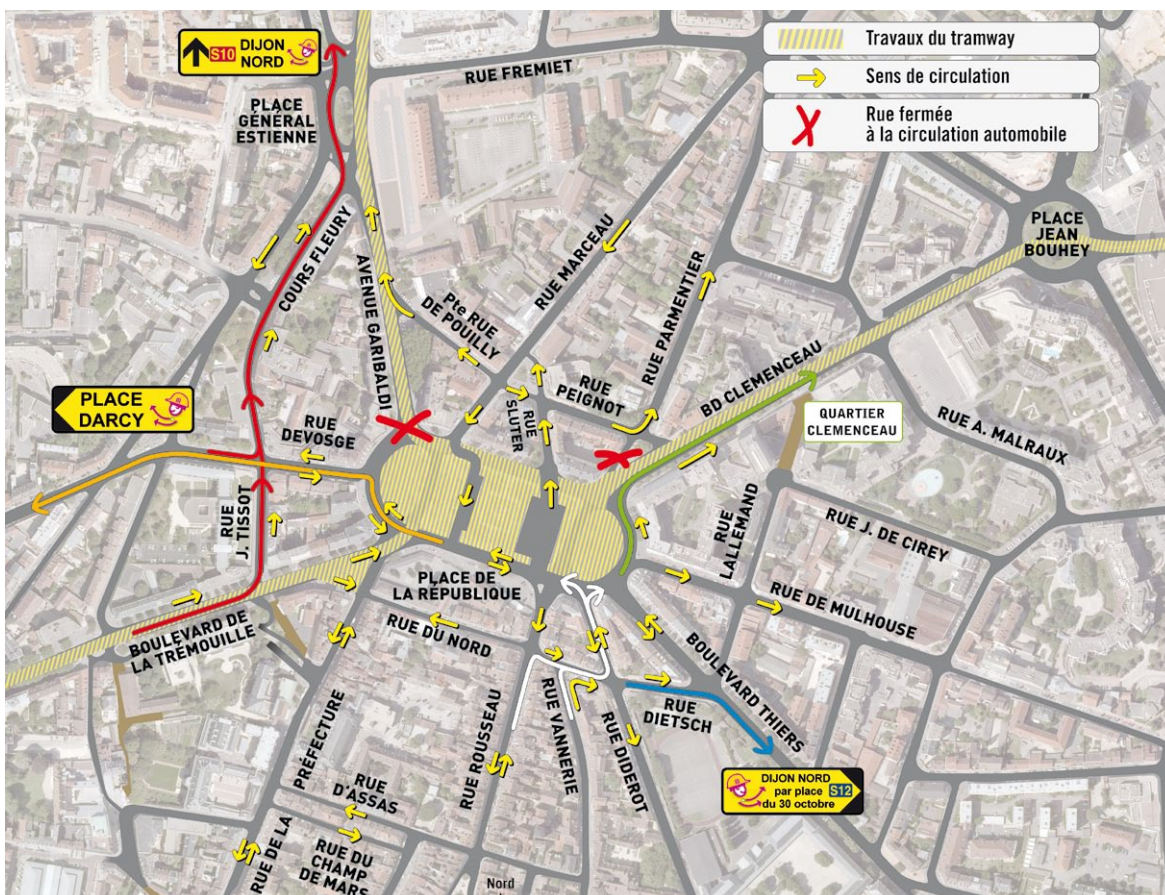 S10
DIJON
NORD
RUE FREMIET
Travaux du tramway
Sens de circulation
Rue fermée
à la circulation automobile
PLACE
GÉNÉRAL
ESTIENNE
COURS FLEURY
AVENUE GARIBALDI
Pte RUE
DE POUILLY
RUE MARCEAU
RUE PARMENTIER
PLACE
JEAN
BOUHEY
BD CLEMENCEAU
PLACE
DARCY
RUE
DEVOSGE
RUE
SLUTER
RUE
PEIGNOT
QUARTIER
CLEMENCEAU
RUE A. MALRAUX
RUE
J. TISSOT
RUE
LALLEMAND
RUE J. DE CIREY
PLACE DE
LA RÉPUBLIQUE
RUE DE MULHOUSE
BOULEVARD DE
LA TRÉMOUILLE
RUE DU NORD
BOULEVARD THIERS
RUE DE LA
PRÉFECTURE
RUE ROUSSEAU
RUE VANNERIE
RUE DIDEROT
RUE
DIETSCH
RUE
D'ASSAS
RUE DU
CHAMP
DE MARS
DIJON NORD
par place
du 30 octobre
S12
Nord